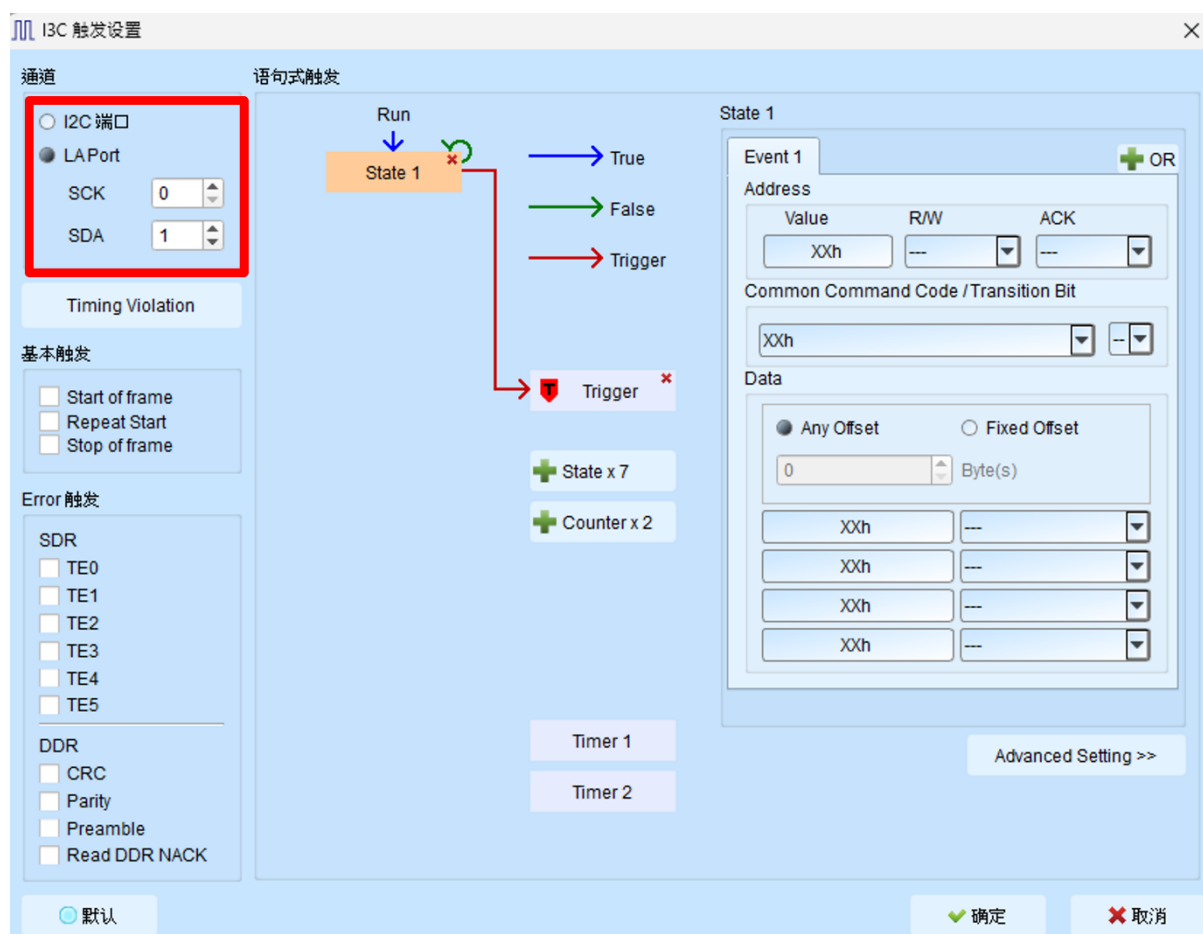 I3C 触发设置
通道
I2C 端口
LA Port
SCK 0
SDA 1
Timing Violation
基本触发
Start of frame
Repeat Start
Stop of frame
Error 触发
SDR
TE0
TE1
TE2
TE3
TE4
TE5
DDR
CRC
Parity
Preamble
Read DDR NACK
默认
语句式触发
Run
State 1
True
False
Trigger
T Trigger
State x 7
Counter x 2
Timer 1
Timer 2
State 1
Event 1
OR
Address
Value R/W ACK
XXh --- ---
Common Command Code / Transition Bit
XXh --
Data
Any Offset Fixed Offset
0 Byte(s)
XXh ---
XXh ---
XXh ---
XXh ---
Advanced Setting >>
确定 取消